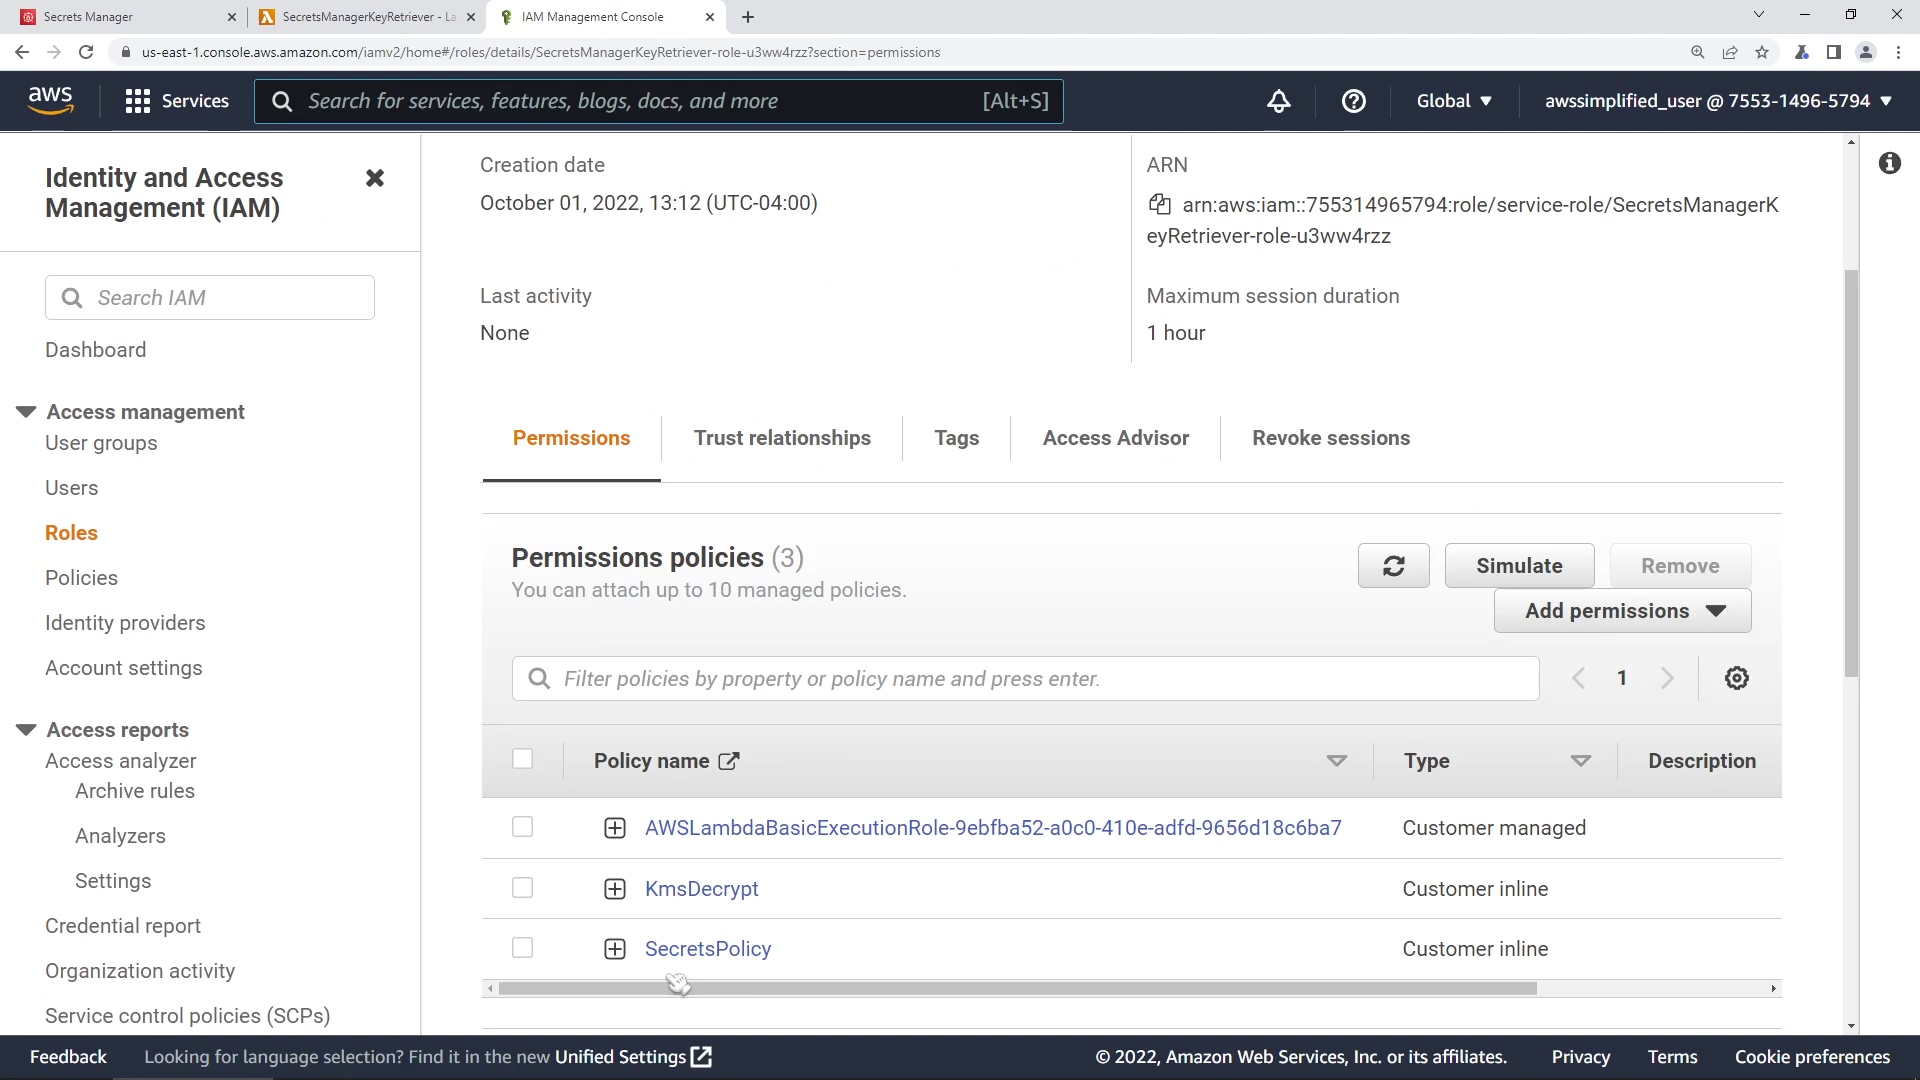 Secrets Manager
SecretsManagerKeyRetriever - La
IAM Management Console
us-east-1.console.aws.amazon.com/iamv2/home#/roles/details/SecretsManagerKeyRetriever-role-u3ww4rzz?section=permissions
aws
Services
Search for services, features, blogs, docs, and more
[Alt+S]
Global
awssimplified_user @ 7553-1496-5794
Identity and Access
Management (IAM)
Search IAM
Dashboard
Access management
User groups
Users
Roles
Policies
Identity providers
Account settings
Access reports
Access analyzer
Archive rules
Analyzers
Settings
Credential report
Organization activity
Service control policies (SCPs)
Creation date
October 01, 2022, 13:12 (UTC-04:00)
ARN
arn:aws:iam::755314965794:role/service-role/SecretsManagerK
eyRetriever-role-u3ww4rzz
Last activity
None
Maximum session duration
1 hour
Permissions
Trust relationships
Tags
Access Advisor
Revoke sessions
Permissions policies (3)
You can attach up to 10 managed policies.
Simulate
Remove
Add permissions
Filter policies by property or policy name and press enter.
1
Policy name
Type
Description
AWSLambdaBasicExecutionRole-9ebfba52-a0c0-410e-adfd-9656d18c6ba7
Customer managed
KmsDecrypt
Customer inline
SecretsPolicy
Customer inline
Feedback
Looking for language selection? Find it in the new Unified Settings
© 2022, Amazon Web Services, Inc. or its affiliates.
Privacy
Terms
Cookie preferences